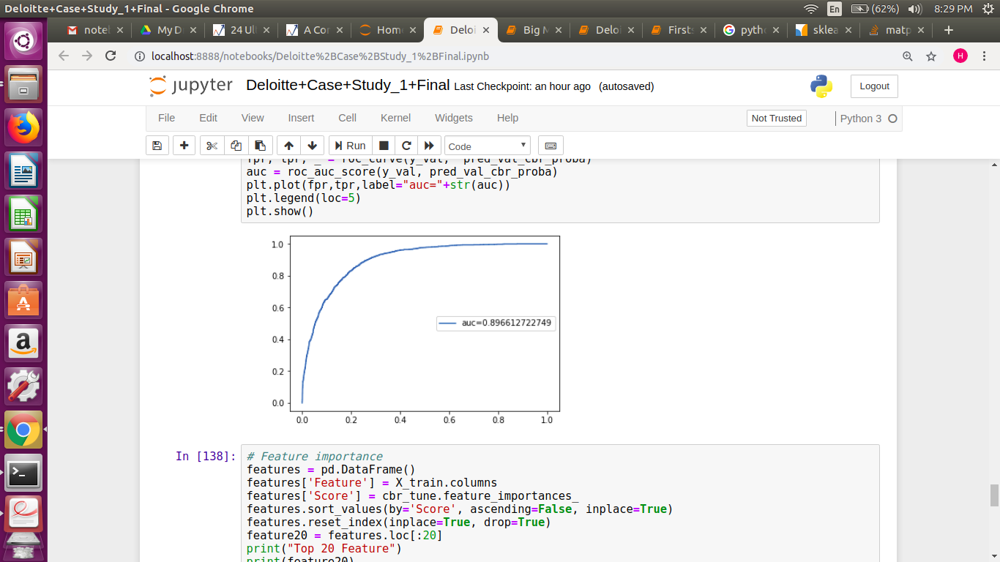 Deloitte+Case+Study_1+Final - Google Chrome
En (62%) 8:29 PM
notel My D 24 Ul A Cor Hom Deloi Big M Deloi Firsts pyth sklea matp
localhost:8888/notebooks/Deloitte%2BCase%2BStudy_1%2BFinal.ipynb
H
jupyter Deloitte+Case+Study_1+Final Last Checkpoint: an hour ago (autosaved) Logout
File Edit View Insert Cell Kernel Widgets Help Not Trusted Python 3
Run Code
fpr, tpr, _ = roc_curve(y_val, pred_val_cbr_proba)
auc = roc_auc_score(y_val, pred_val_cbr_proba)
plt.plot(fpr,tpr,label="auc="+str(auc))
plt.legend(loc=5)
plt.show()
1.0
0.8
0.6
auc=0.896612722749
0.4
0.2
0.0
0.0 0.2 0.4 0.6 0.8 1.0
In [138]: # Feature importance
features = pd.DataFrame()
features['Feature'] = X_train.columns
features['Score'] = cbr_tune.feature_importances_
features.sort_values(by='Score', ascending=False, inplace=True)
features.reset_index(inplace=True, drop=True)
feature20 = features.loc[:20]
print("Top 20 Feature")
print(feature20)